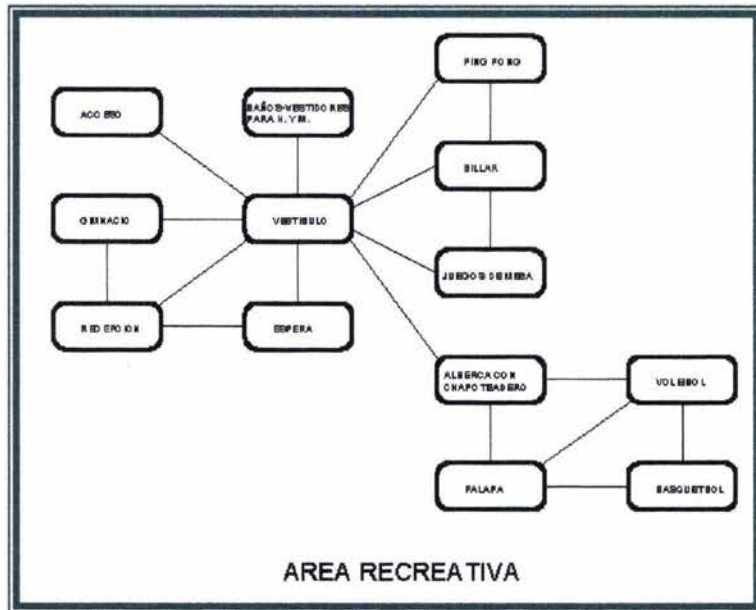 PING PONG
ACCESO
BAÑOS-VESTIDORES
PARA H. Y M.
BILLAR
GIMNACIO
VESTIBULO
JUEGOS DE MESA
RECEPCION
ESPERA
ALBERCA CON
CHAPOTEADERO
VOLEIBOL
PALAPA
BASQUETBOL
AREA RECREATIVA